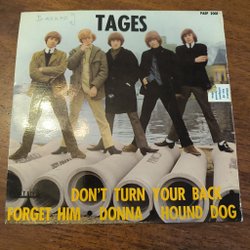 TAGES
DON'T TURN YOUR BACK
FORGET HIM DONNA HOUND DOG